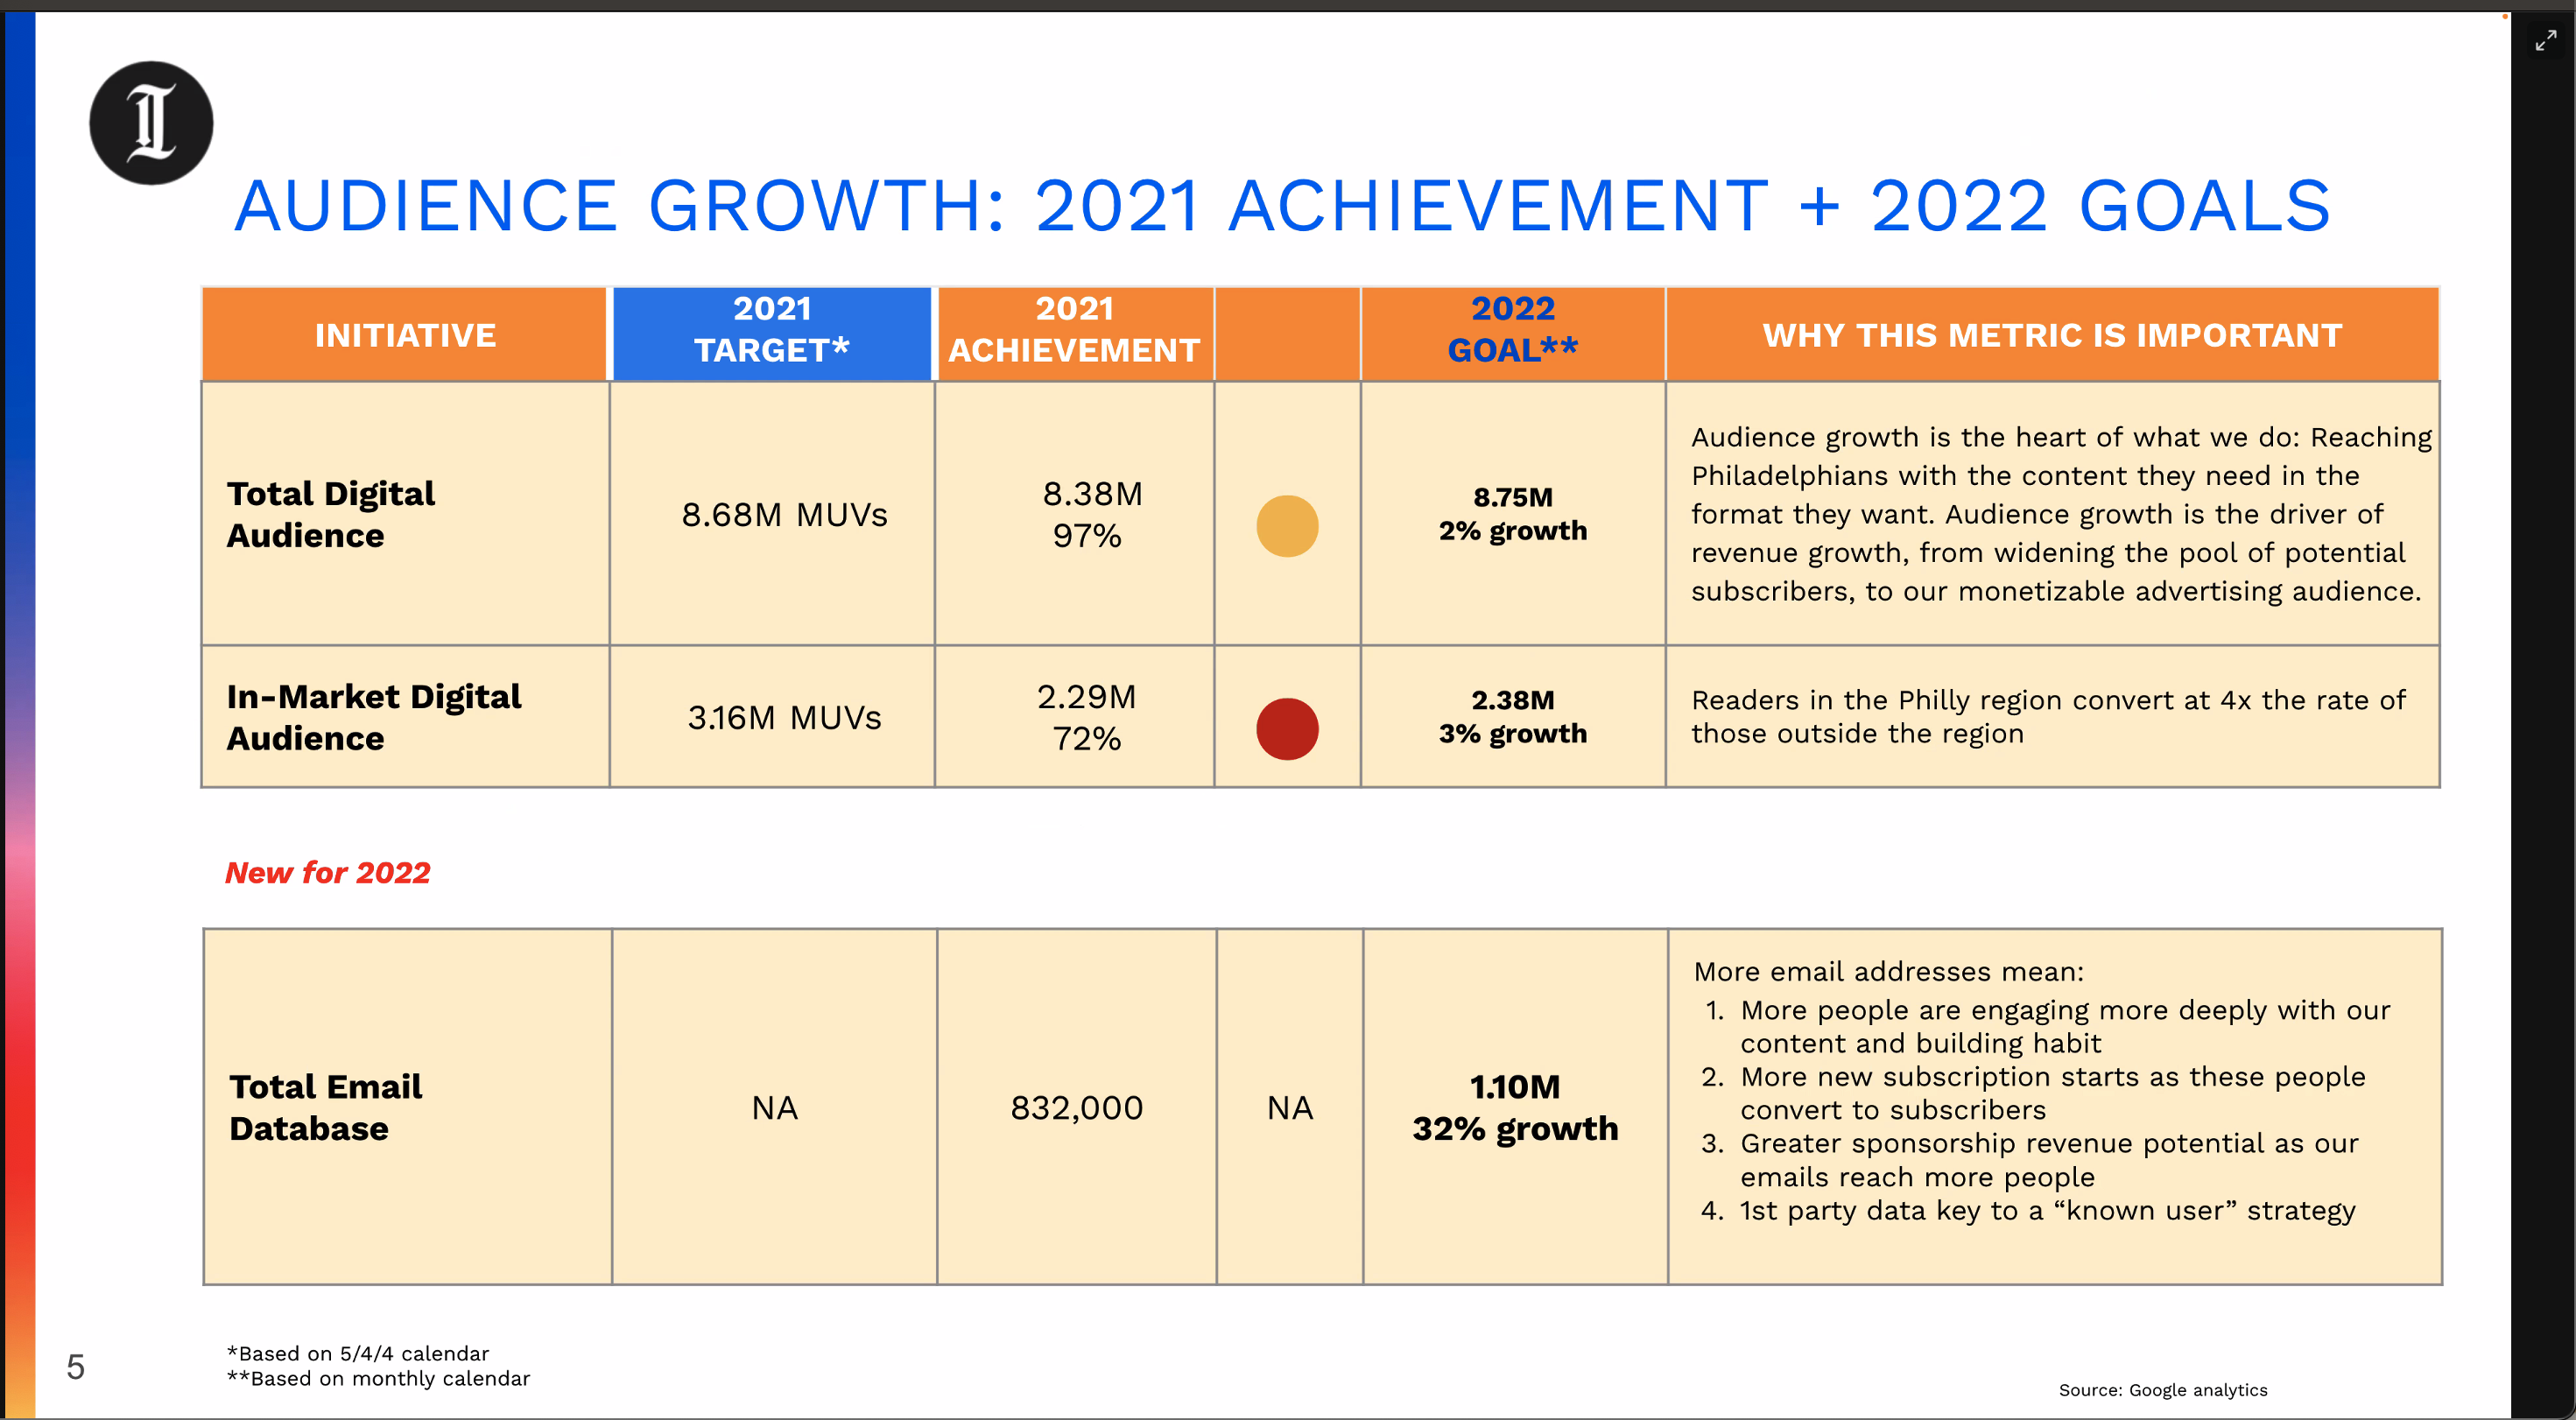 I
AUDIENCE GROWTH: 2021 ACHIEVEMENT + 2022 GOALS
INITIATIVE
2021
TARGET*
2021
ACHIEVEMENT
2022
GOAL**
WHY THIS METRIC IS IMPORTANT
Total Digital
Audience
8.68M MUVs
8.38M
97%
8.75M
2% growth
Audience growth is the heart of what we do: Reaching
Philadelphians with the content they need in the
format they want. Audience growth is the driver of
revenue growth, from widening the pool of potential
subscribers, to our monetizable advertising audience.
In-Market Digital
Audience
3.16M MUVs
2.29M
72%
2.38M
3% growth
Readers in the Philly region convert at 4x the rate of
those outside the region
New for 2022
Total Email
Database
NA
832,000
NA
1.10M
32% growth
More email addresses mean:
1. More people are engaging more deeply with our
content and building habit
2. More new subscription starts as these people
convert to subscribers
3. Greater sponsorship revenue potential as our
emails reach more people
4. 1st party data key to a “known user” strategy
5
*Based on 5/4/4 calendar
**Based on monthly calendar
Source: Google analytics